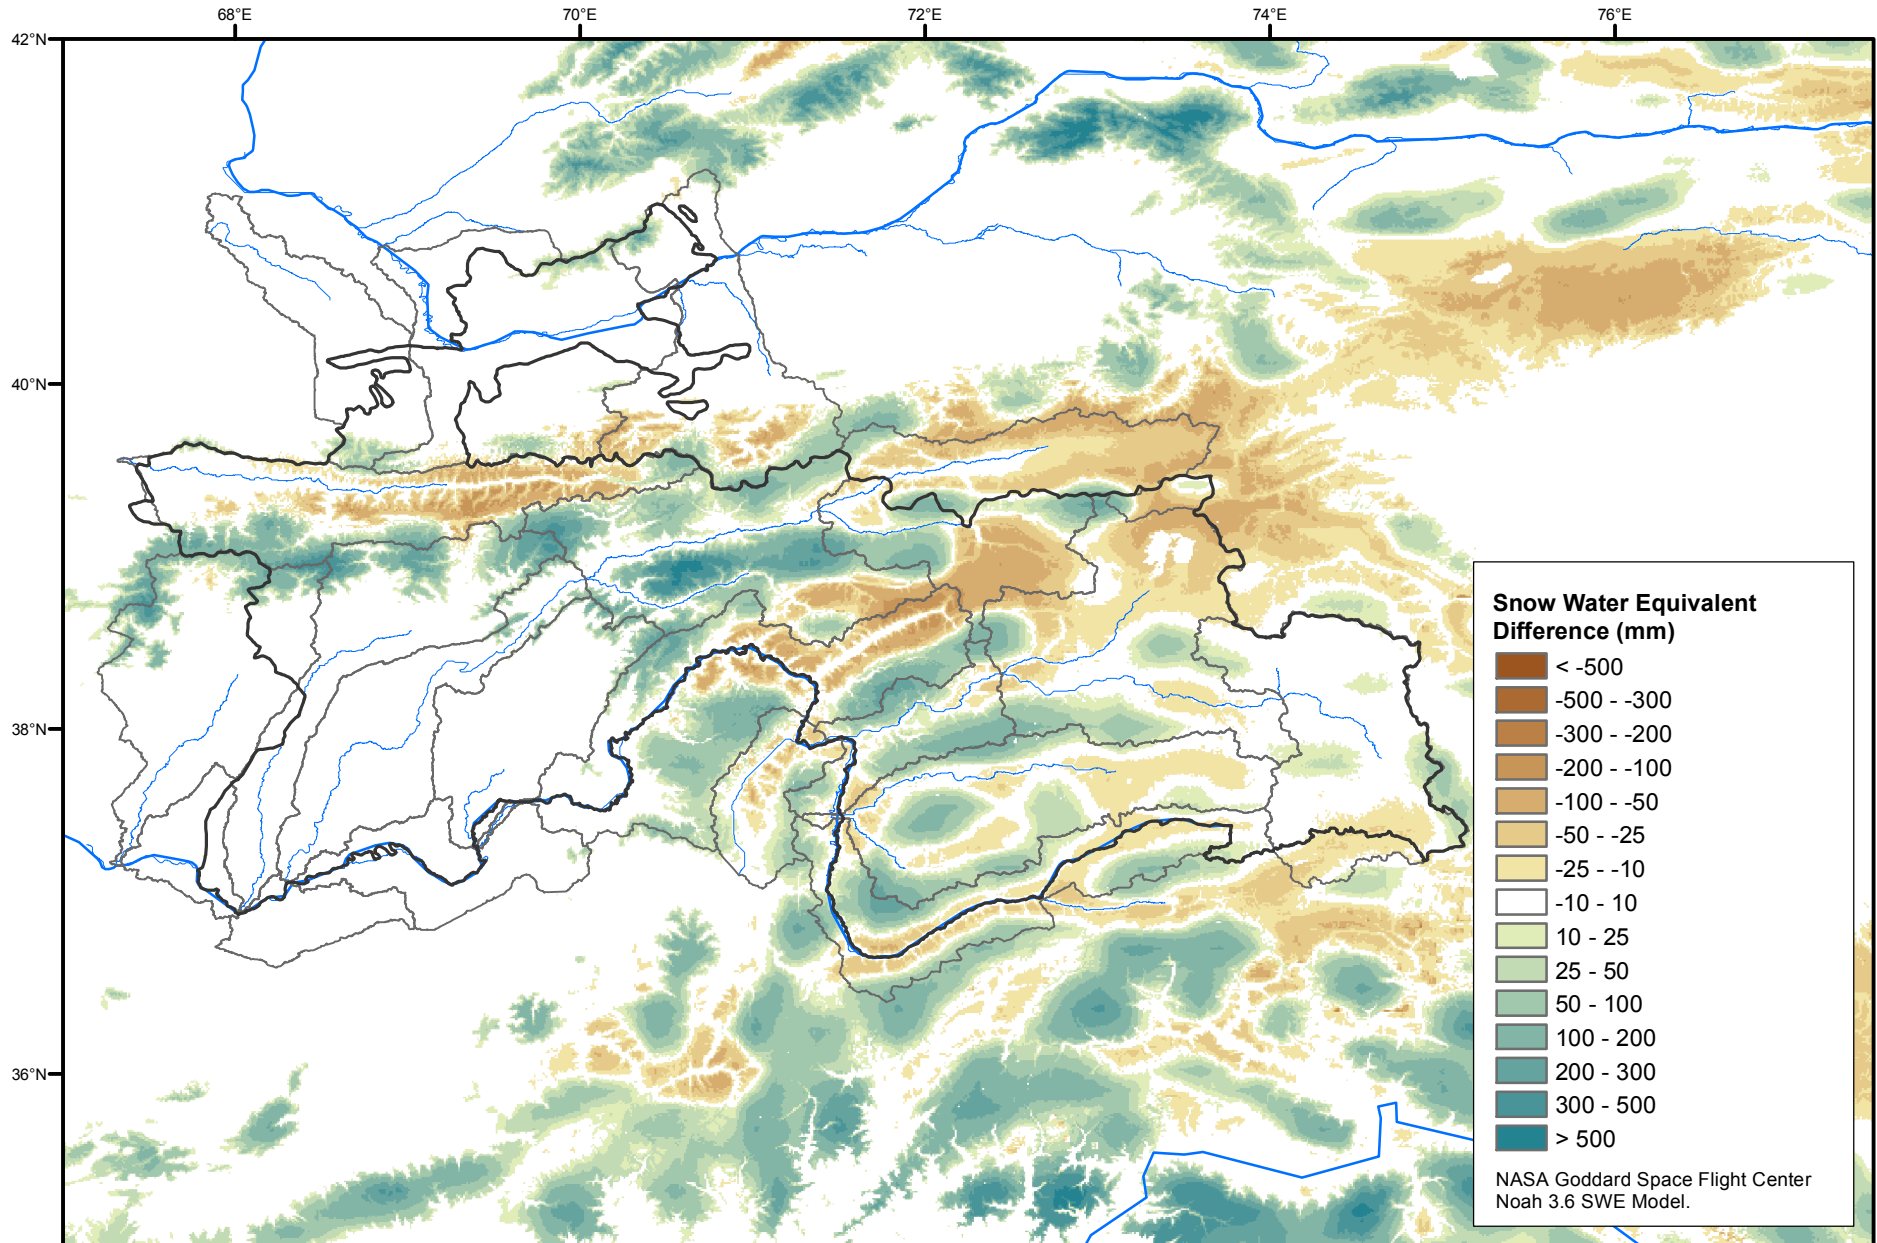 68°E 70°E 72°E 74°E 76°E
42°N
40°N
38°N
36°N
Snow Water Equivalent
Difference (mm)
< -500
-500 - -300
-300 - -200
-200 - -100
-100 - -50
-50 - -25
-25 - -10
-10 - 10
10 - 25
25 - 50
50 - 100
100 - 200
200 - 300
300 - 500
> 500
NASA Goddard Space Flight Center
Noah 3.6 SWE Model.